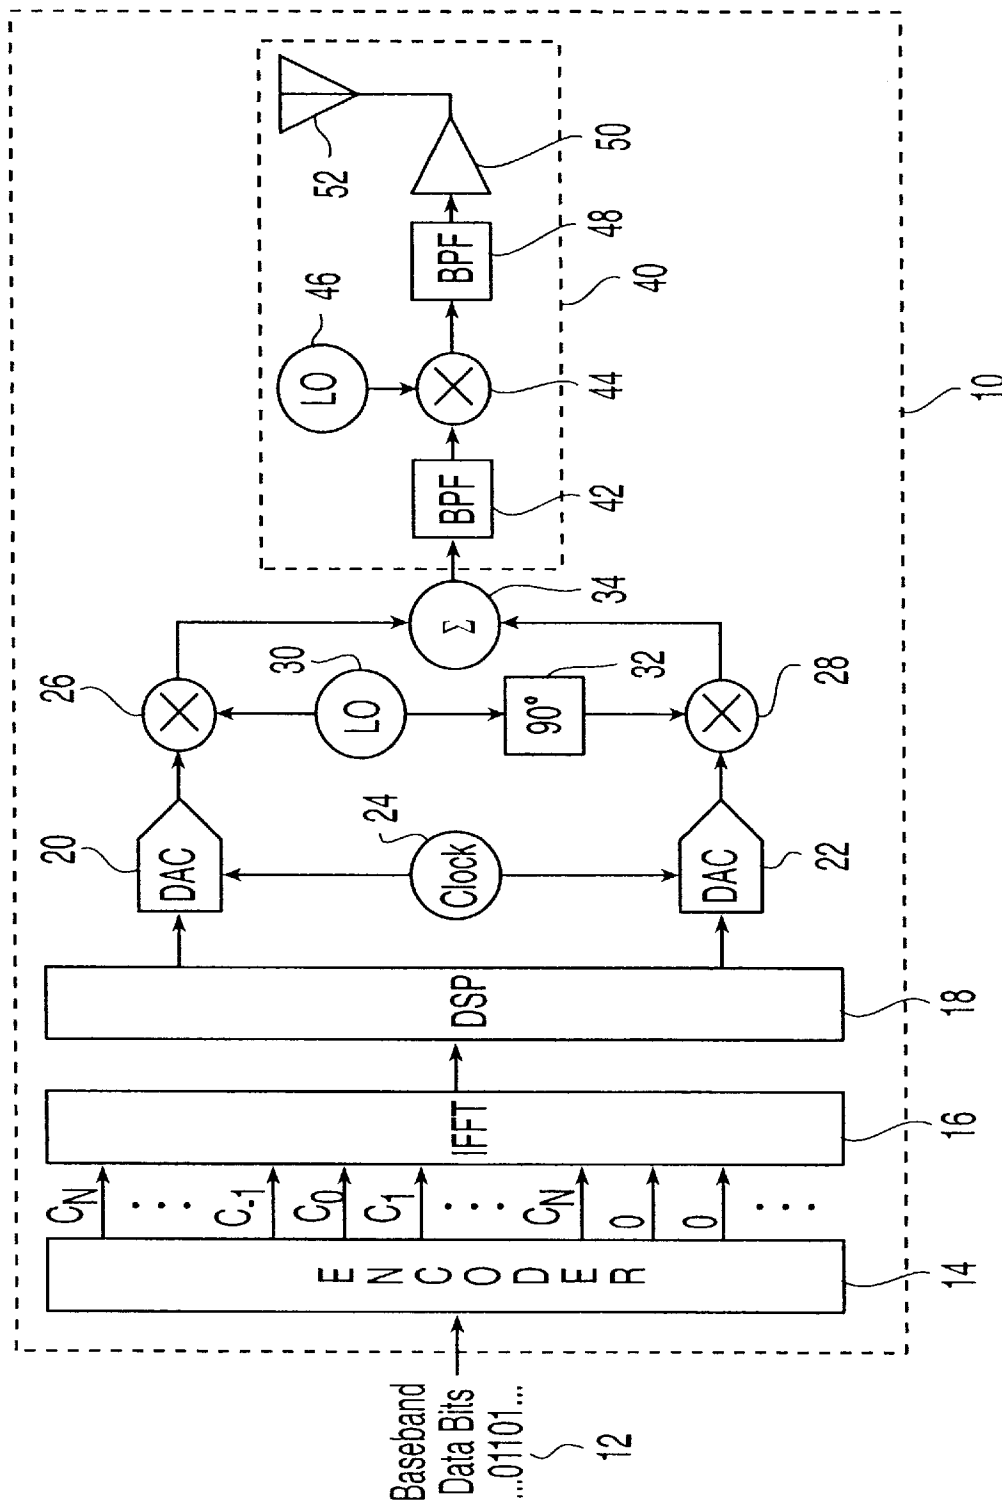 Baseband
Data Bits
...01101...
12
ENCODER
14
C_N
...
C_-1
C_0
C_1
...
C_N
0
0
...
IFFT
16
DSP
18
20
DAC
24
Clock
DAC
22
26
30
LO
32
90°
28
Σ
34
BPF
42
46
LO
44
BPF
48
50
52
40
10